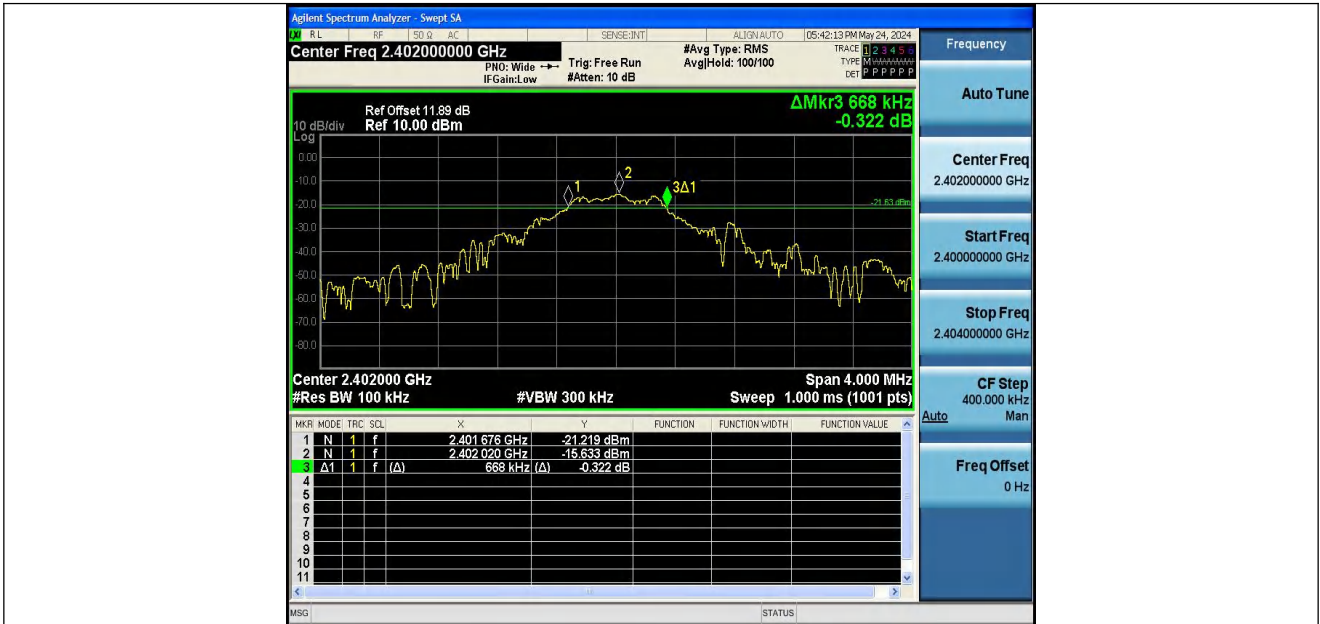 Agilent Spectrum Analyzer - Swept SA
LXI RL RF 50 Ω AC SENSE:INT ALIGNAUTO 05:42:13 PM May 24, 2024
Center Freq 2.402000000 GHz
#Avg Type: RMS
TRACE 1 2 3 4 5 6
PNO: Wide
Trig: Free Run
Avg|Hold: 100/100
TYPE MWWWWW
IFGain:Low
#Atten: 10 dB
DET P P P P P P
Frequency
Auto Tune
Center Freq
2.402000000 GHz
Start Freq
2.400000000 GHz
Stop Freq
2.404000000 GHz
CF Step
400.000 kHz
Auto Man
Freq Offset
0 Hz
ΔMkr3 668 kHz
-0.322 dB
Ref Offset 11.89 dB
10 dB/div Ref 10.00 dBm
Log
0.00
-10.0
-20.0
-30.0
-40.0
-50.0
-60.0
-70.0
-80.0
1
2
3Δ1
-21.63 dBm
Center 2.402000 GHz Span 4.000 MHz
#Res BW 100 kHz #VBW 300 kHz Sweep 1.000 ms (1001 pts)
MKR MODE TRC SCL X Y FUNCTION FUNCTION WIDTH FUNCTION VALUE
1 N 1 f 2.401 676 GHz -21.219 dBm
2 N 1 f 2.402 020 GHz -15.633 dBm
3 Δ1 1 f (Δ) 668 kHz (Δ) -0.322 dB
4
5
6
7
8
9
10
11
MSG STATUS